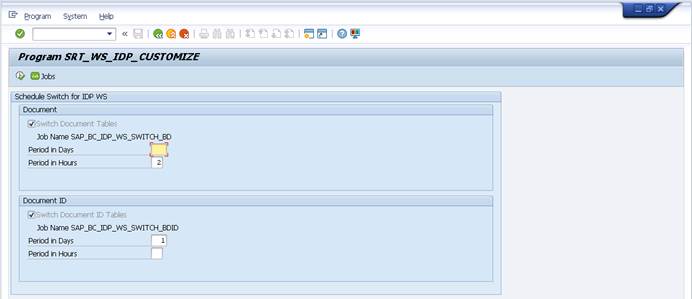 Program System Help
Program SRT_WS_IDP_CUSTOMIZE
Jobs
Schedule Switch for IDP WS
Document
Switch Document Tables
Job Name SAP_BC_IDP_WS_SWITCH_BD
Period in Days
Period in Hours 2
Document ID
Switch Document ID Tables
Job Name SAP_BC_IDP_WS_SWITCH_BDID
Period in Days 1
Period in Hours